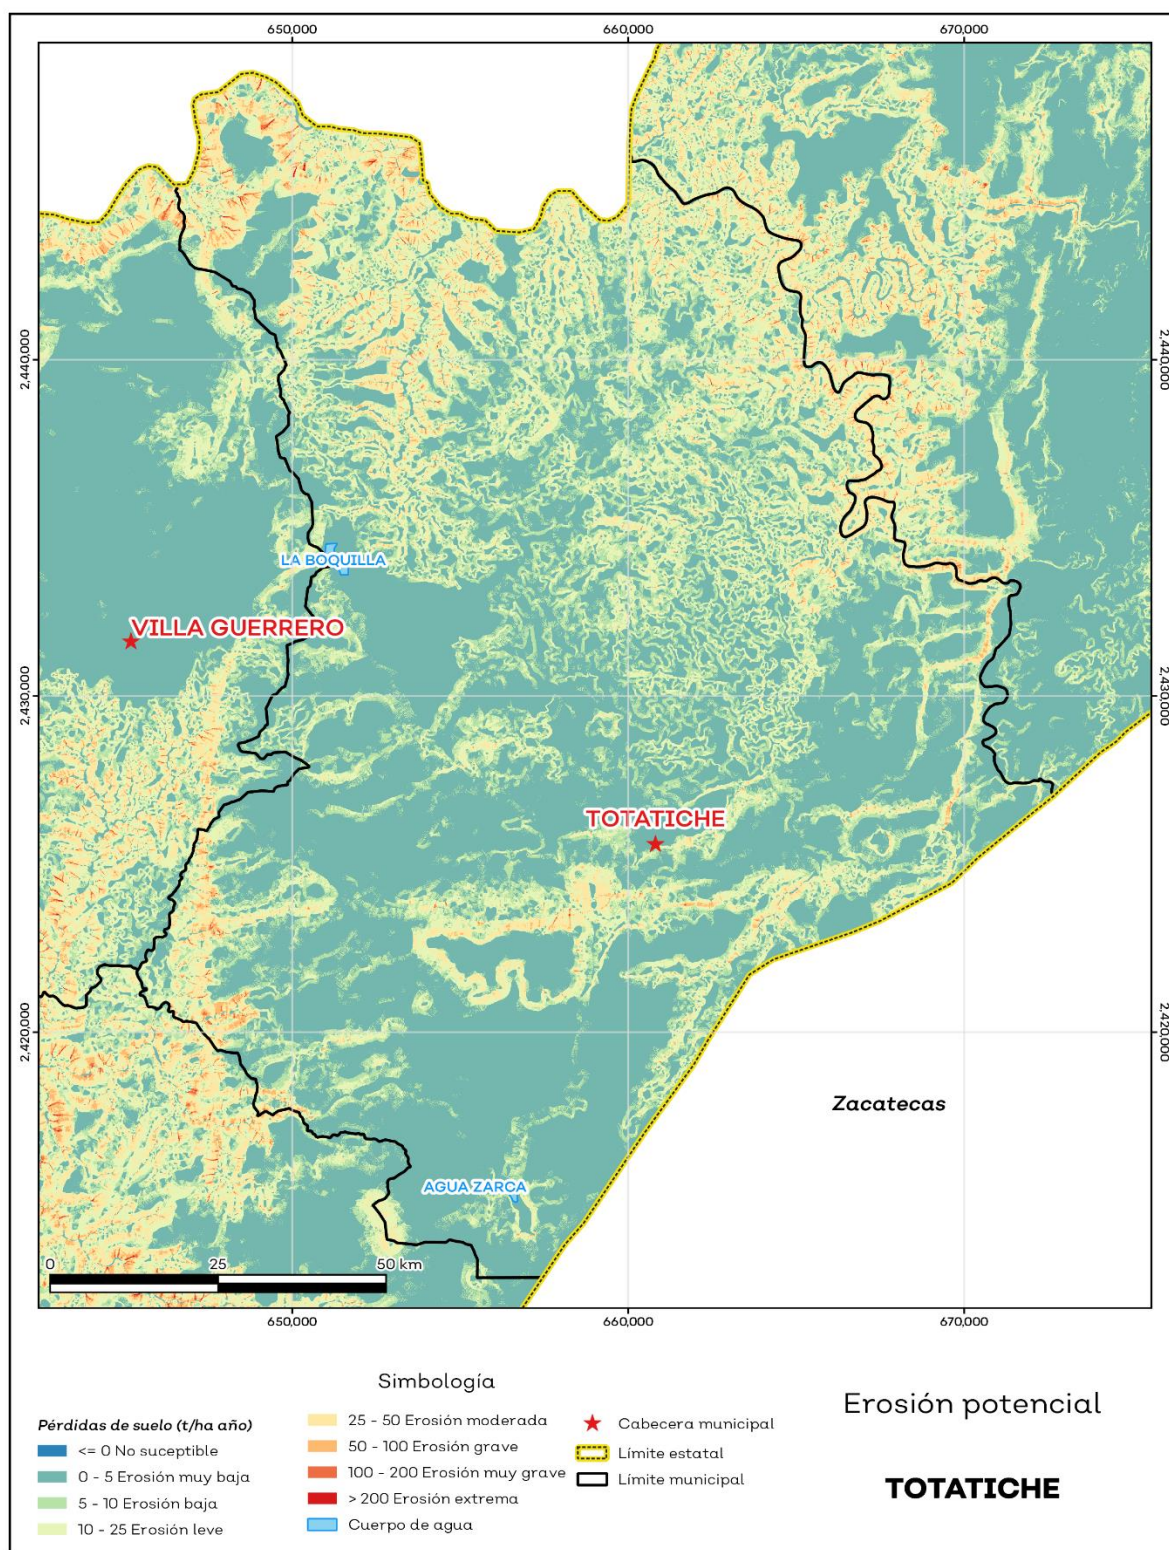 650,000
660,000
670,000
2,440,000
2,440,000
LA BOQUILLA
VILLA GUERRERO
2,430,000
2,430,000
TOTATICHE
2,420,000
2,420,000
Zacatecas
AGUA ZARCA
0
25
50 km
650,000
660,000
670,000
Simbología
Pérdidas de suelo (t/ha año)
<= 0 No suceptible
0 - 5 Erosión muy baja
5 - 10 Erosión baja
10 - 25 Erosión leve
25 - 50 Erosión moderada
50 - 100 Erosión grave
100 - 200 Erosión muy grave
> 200 Erosión extrema
Cuerpo de agua
Cabecera municipal
Límite estatal
Límite municipal
Erosión potencial
TOTATICHE